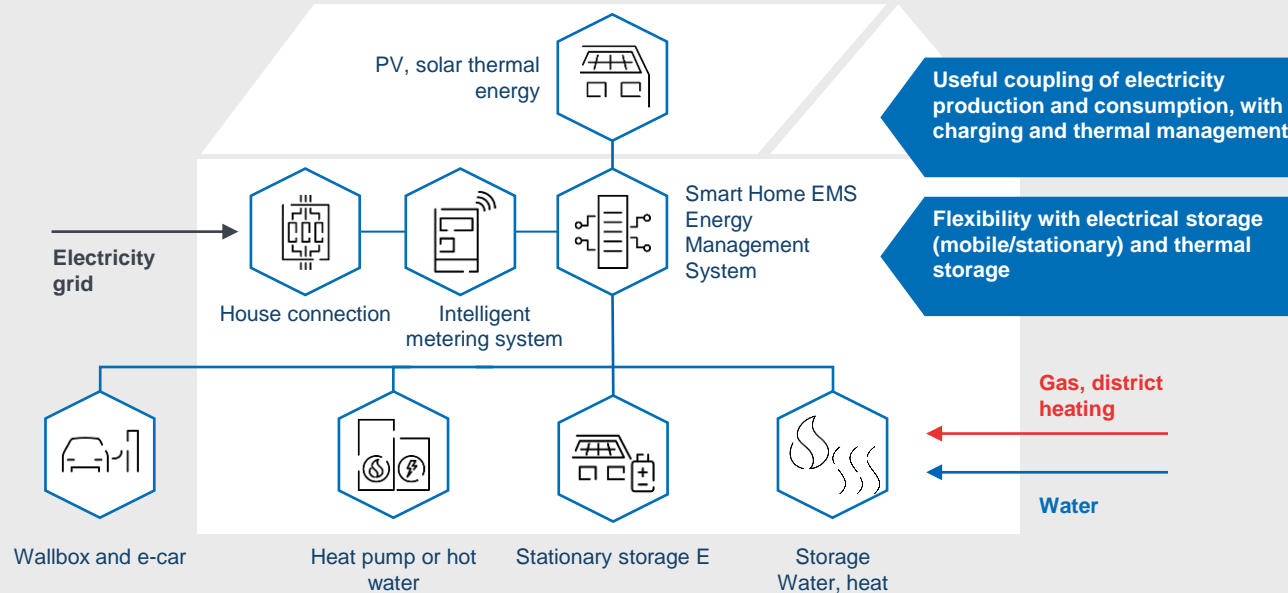 PV, solar thermal
energy
Useful coupling of electricity
production and consumption, with
charging and thermal management
Smart Home EMS
Energy
Management
System
Flexibility with electrical storage
(mobile/stationary) and thermal
storage
Electricity
grid
House connection
Intelligent
metering system
Gas, district
heating
Water
Wallbox and e-car
Heat pump or hot
water
Stationary storage E
Storage
Water, heat